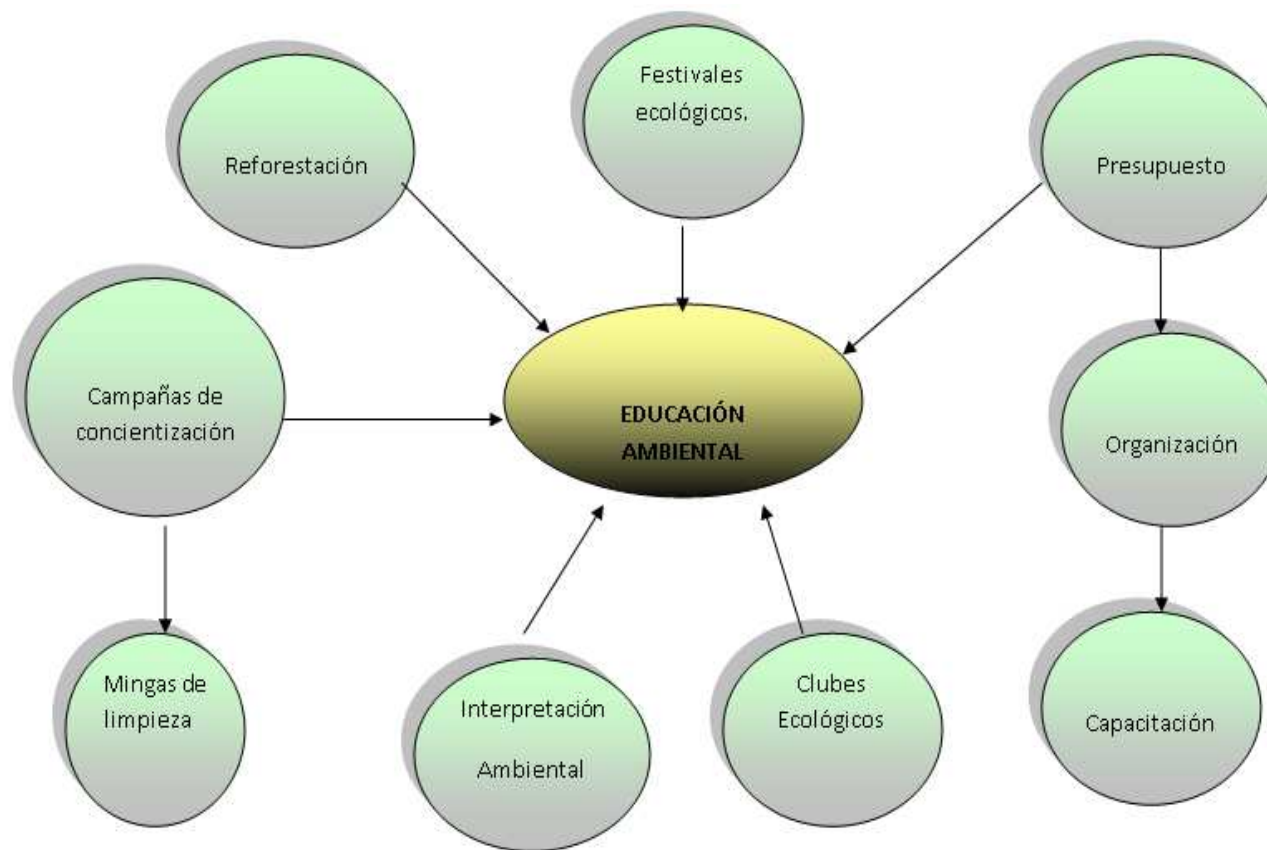 Festivales
ecológicos.
Reforestación
Presupuesto
Campañas de
concientización
EDUCACIÓN
AMBIENTAL
Organización
Mingas de
limpieza
Interpretación
Ambiental
Clubes
Ecológicos
Capacitación